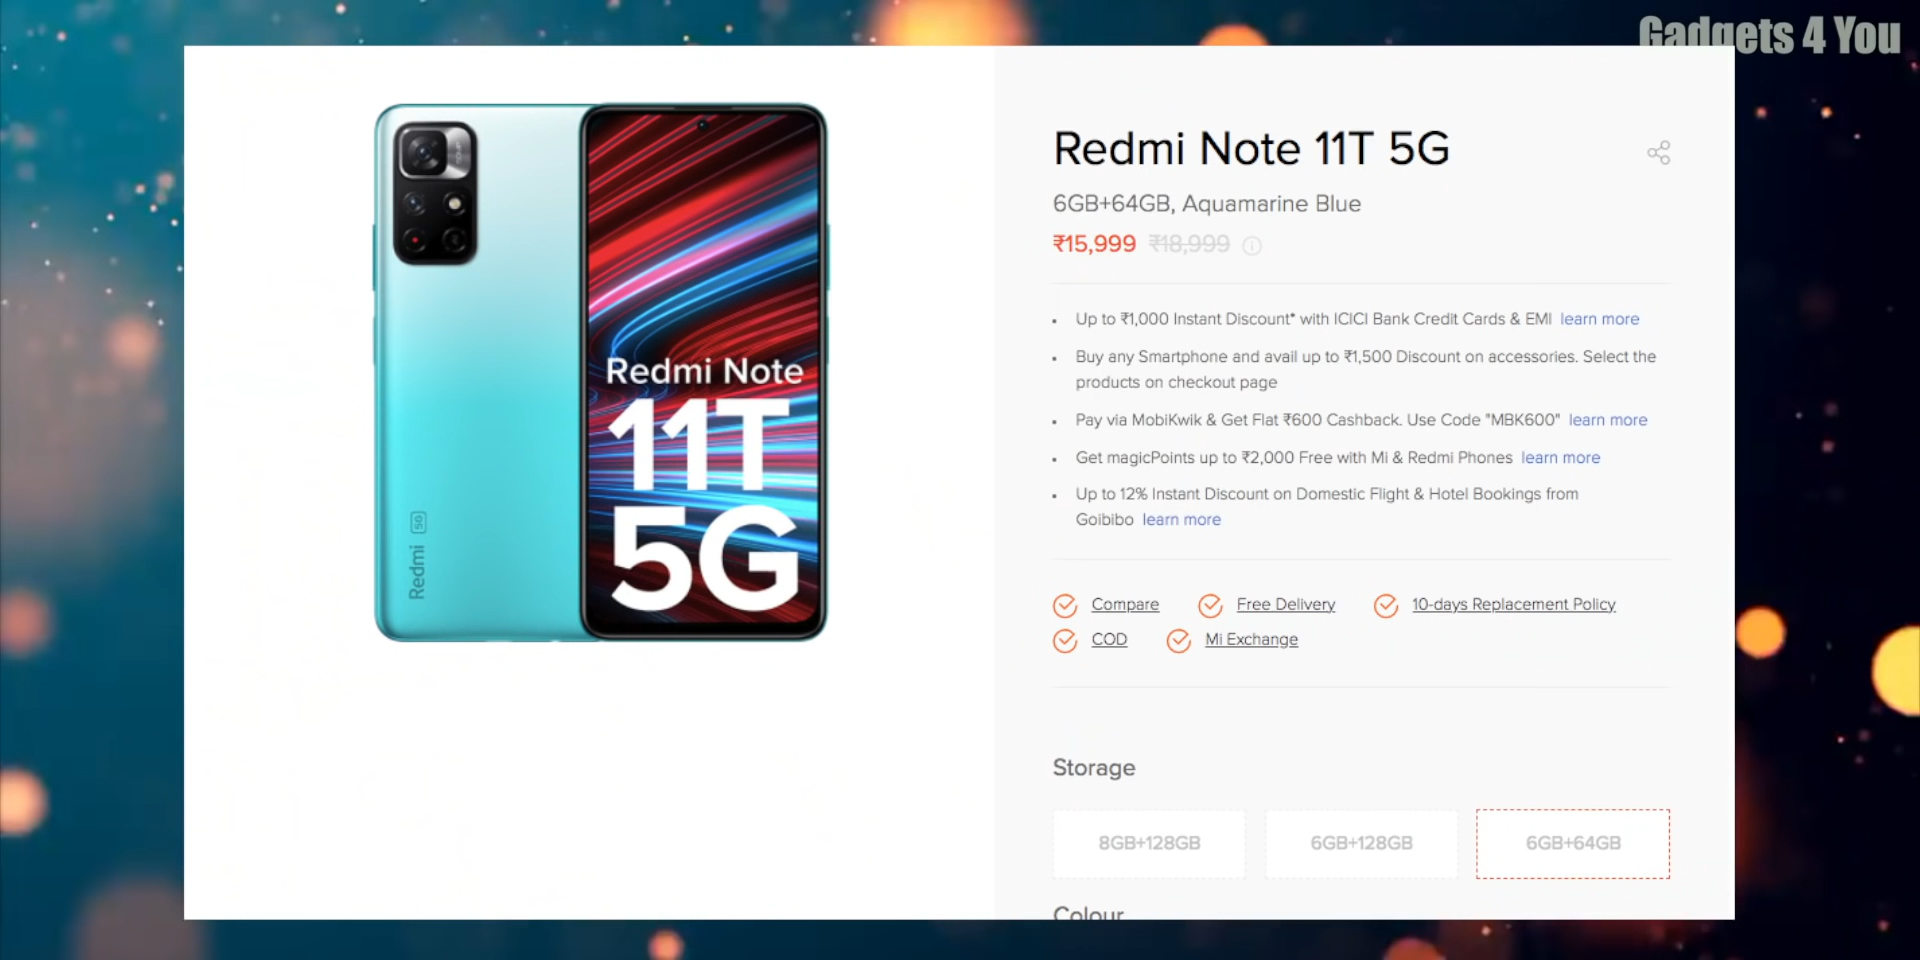 Gadgets 4 You
Redmi Note 11T 5G
6GB+64GB, Aquamarine Blue
₹15,999 ₹18,999
Redmi 5G
Redmi Note
11T
5G
Up to ₹1,000 Instant Discount* with ICICI Bank Credit Cards & EMI learn more
Buy any Smartphone and avail up to ₹1,500 Discount on accessories. Select the
products on checkout page
Pay via MobiKwik & Get Flat ₹600 Cashback. Use Code "MBK600" learn more
Get magicPoints up to ₹2,000 Free with Mi & Redmi Phones learn more
Up to 12% Instant Discount on Domestic Flight & Hotel Bookings from
Goibibo learn more
Compare Free Delivery 10-days Replacement Policy
COD Mi Exchange
Storage
8GB+128GB 6GB+128GB 6GB+64GB
Colour